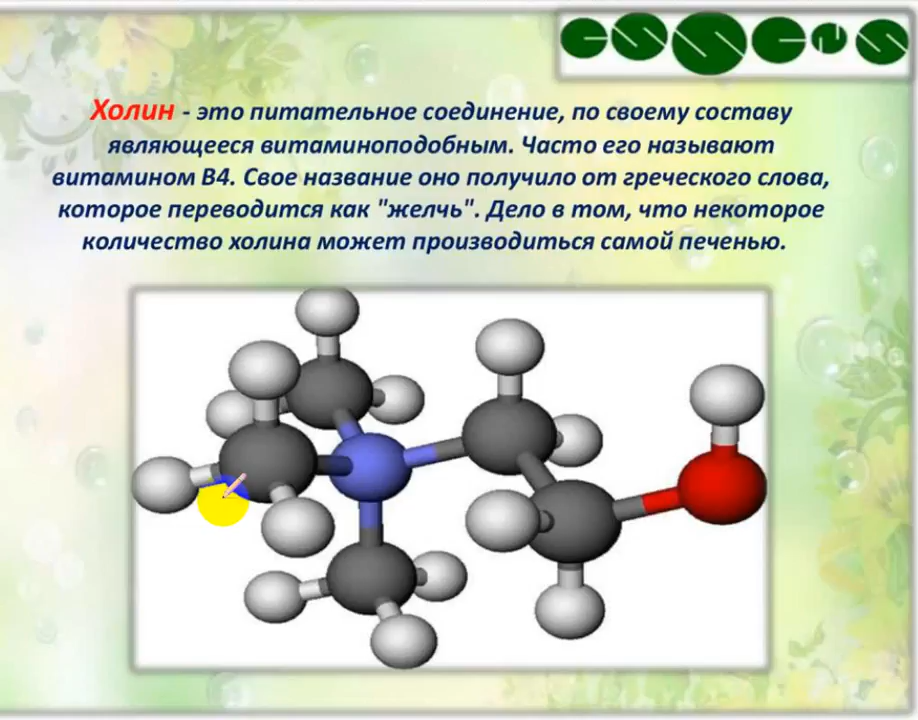 Холин - это питательное соединение, по своему составу
являющееся витаминоподобным. Часто его называют
витамином В4. Свое название оно получило от греческого слова,
которое переводится как "желчь". Дело в том, что некоторое
количество холина может производиться самой печенью.